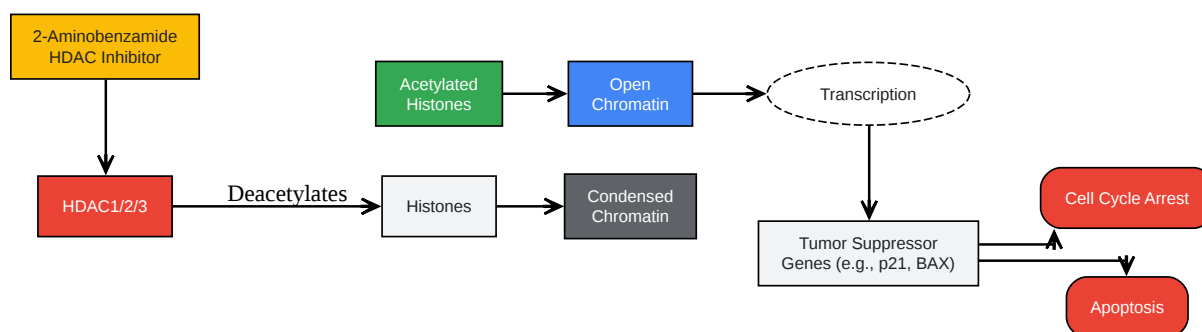 2-Aminobenzamide
HDAC Inhibitor
Acetylated
Histones
Open
Chromatin
Transcription
HDAC1/2/3
Deacetylates
Histones
Condensed
Chromatin
Cell Cycle Arrest
Tumor Suppressor
Genes (e.g., p21, BAX)
Apoptosis